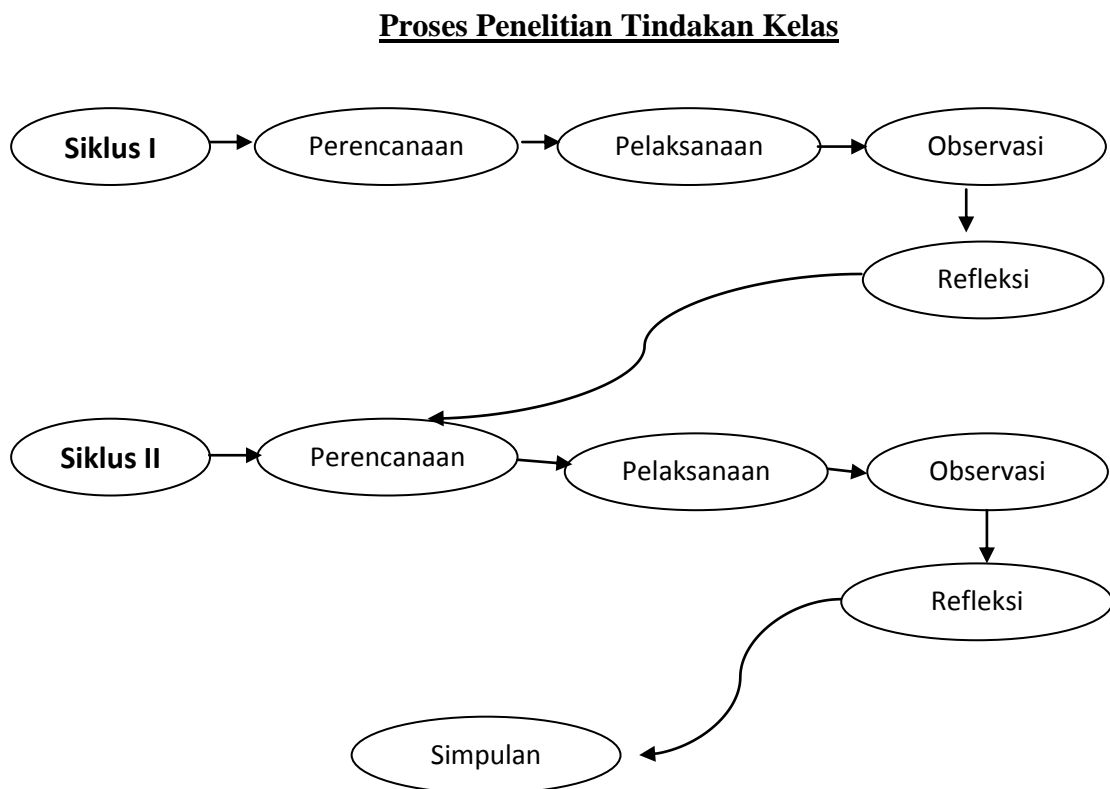 Proses Penelitian Tindakan Kelas
Siklus I
Perencanaan
Pelaksanaan
Observasi
Refleksi
Siklus II
Perencanaan
Pelaksanaan
Observasi
Refleksi
Simpulan